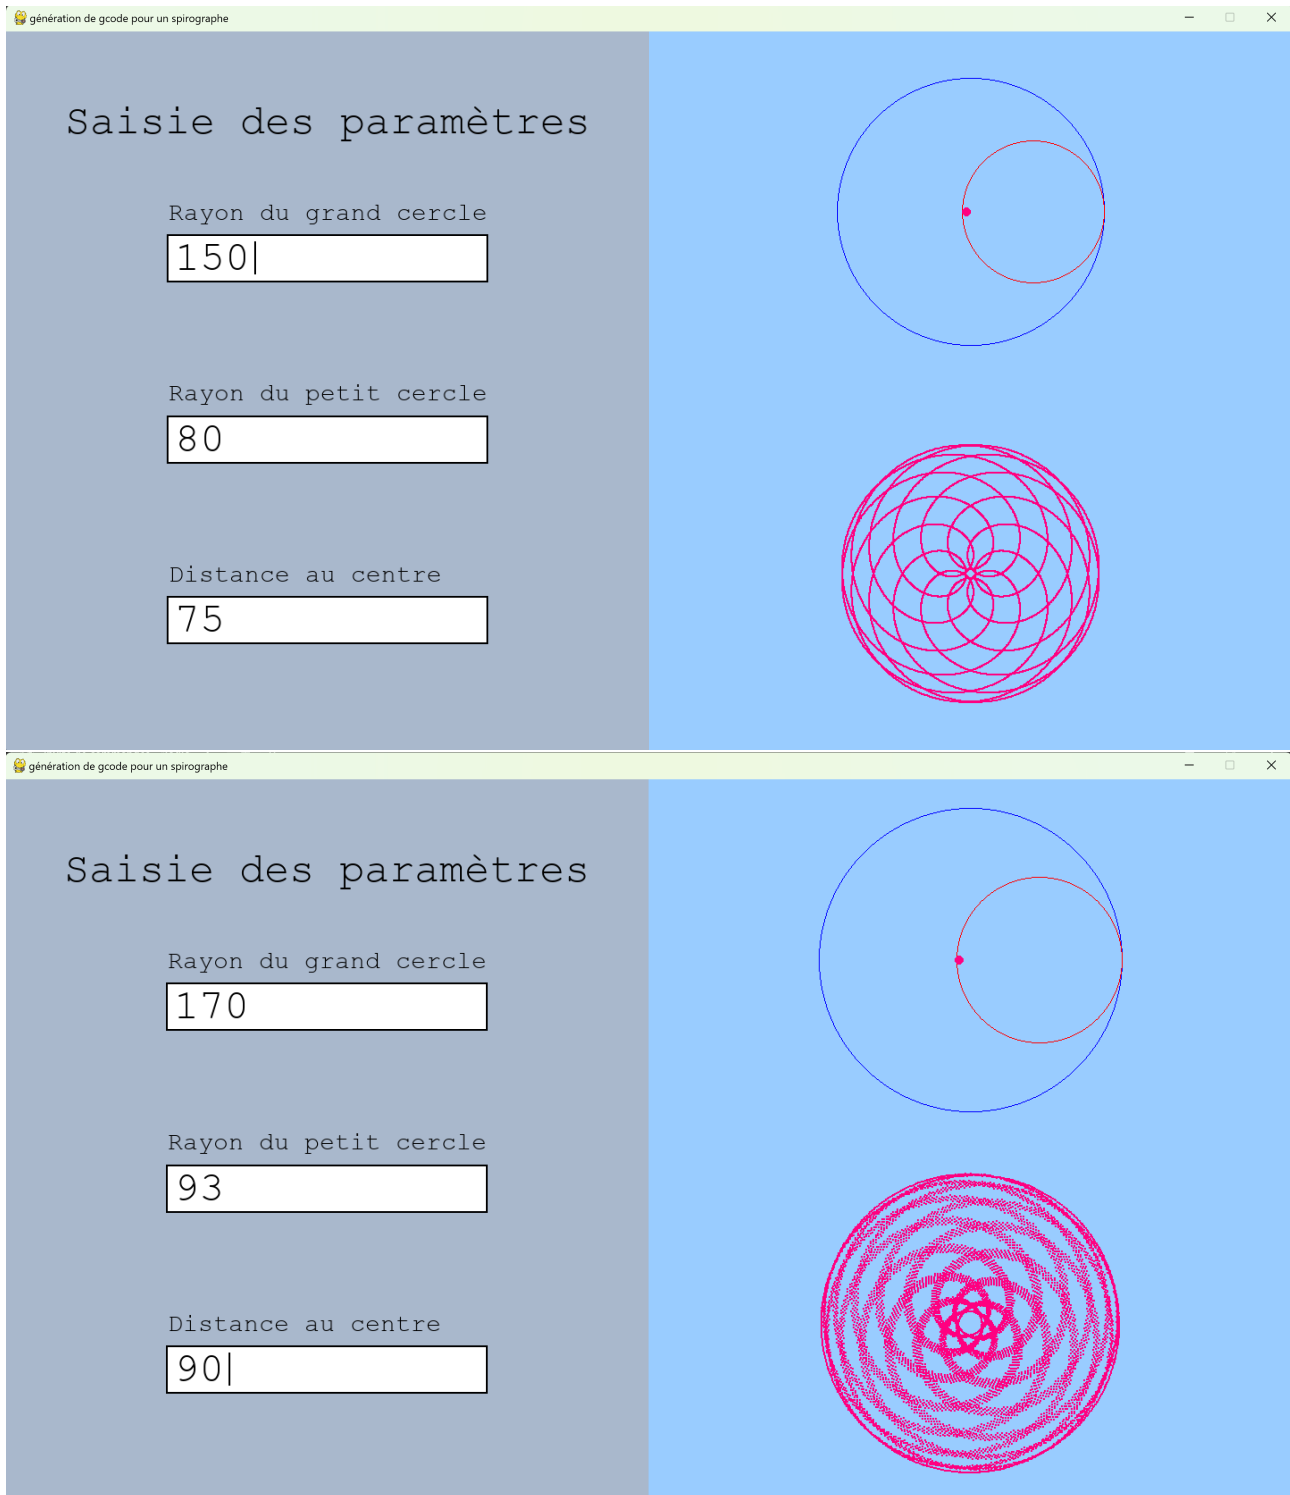 génération de gcode pour un spirographe
Saisie des paramètres
Rayon du grand cercle
150
Rayon du petit cercle
80
Distance au centre
75
génération de gcode pour un spirographe
Saisie des paramètres
Rayon du grand cercle
170
Rayon du petit cercle
93
Distance au centre
90